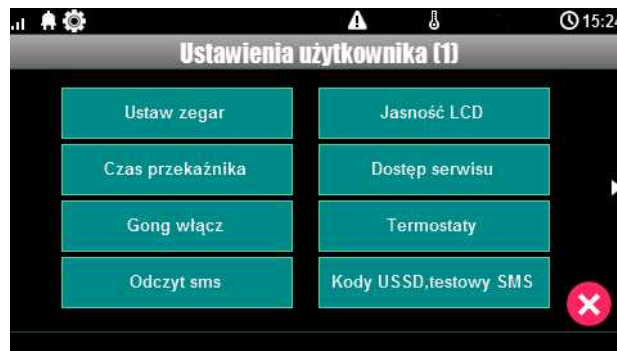 15:24
Ustawienia użytkownika (1)
Ustaw zegar
Jasność LCD
Czas przekaźnika
Dostęp serwisu
Gong włącz
Termostaty
Odczyt sms
Kody USSD,testowy SMS